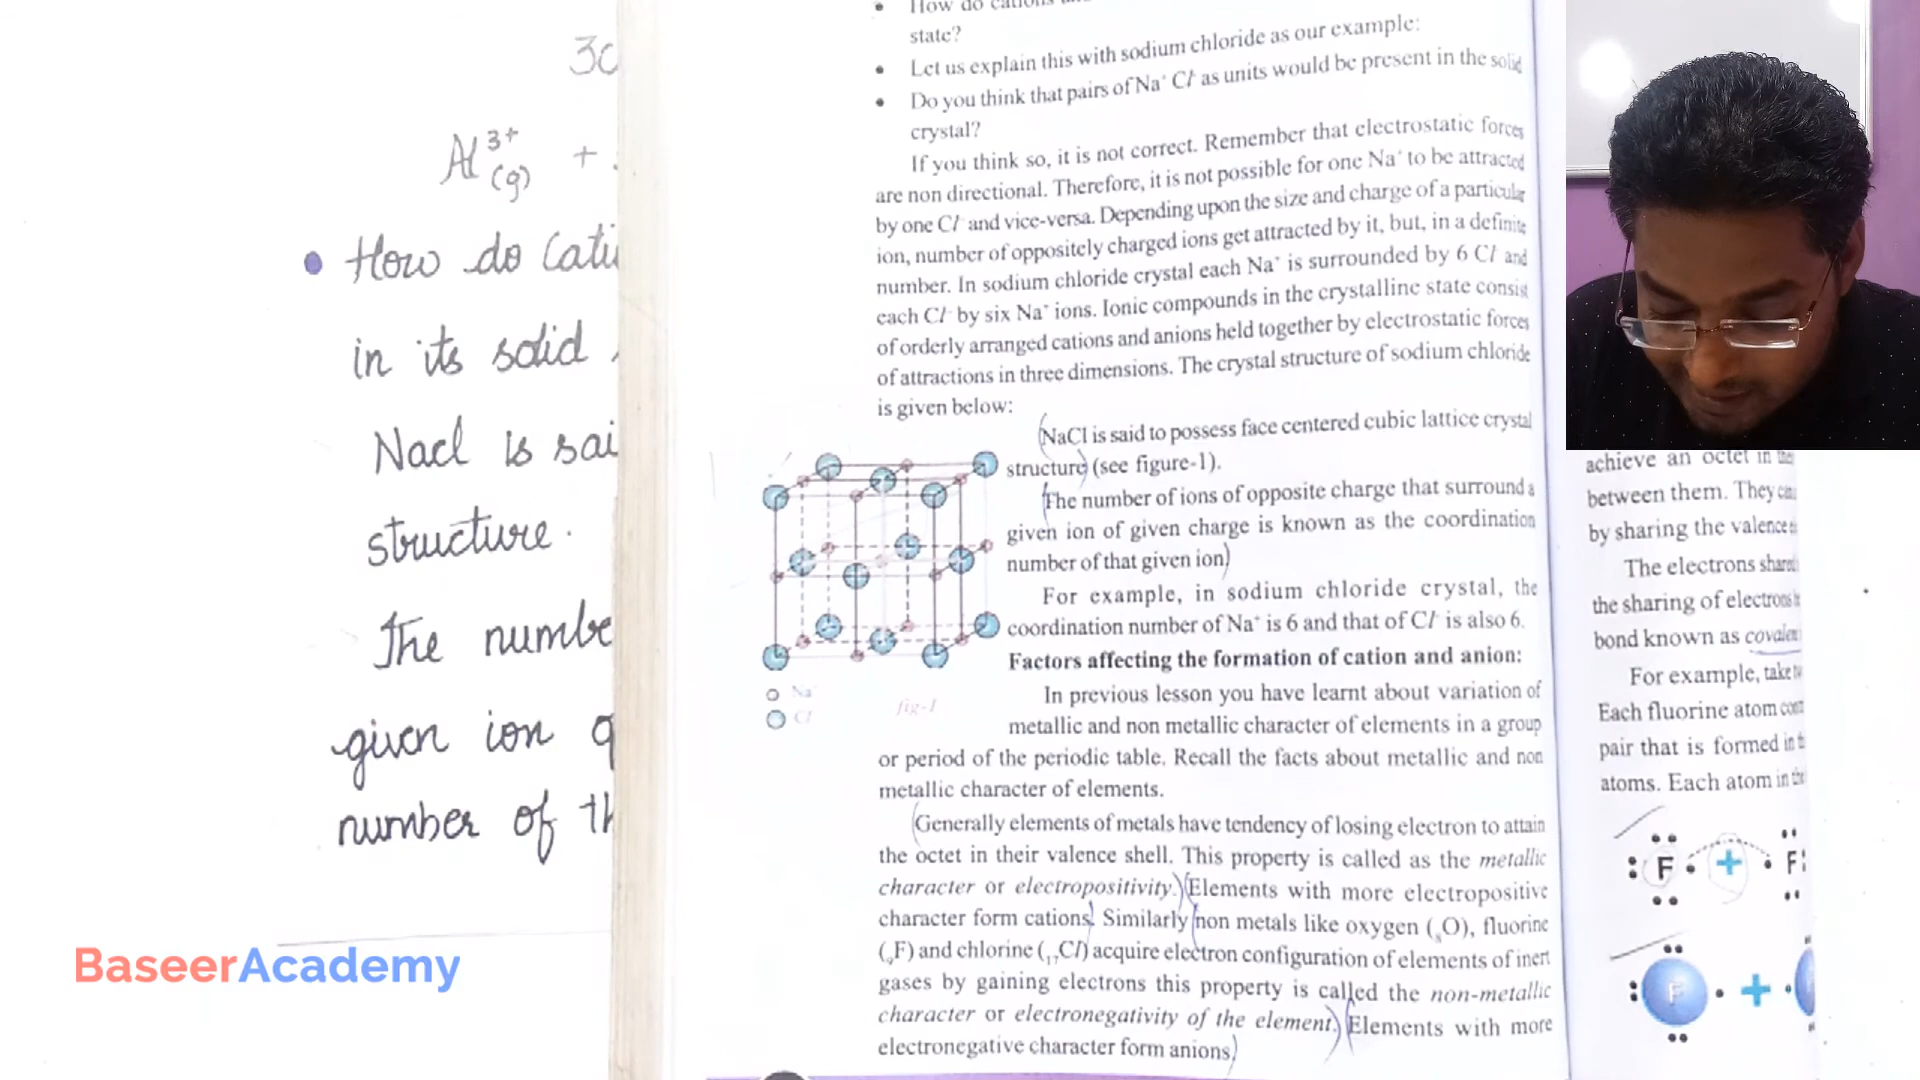 3c
Al 3+ (g) +
• How do Cati
in its solid
Nacl is sai
structure.
The numbe
given ion
number of th
BaseerAcademy
• How do cations
state?
• Let us explain this with sodium chloride as our example:
• Do you think that pairs of Na⁺ Cl⁻ as units would be present in the solid
crystal?
If you think so, it is not correct. Remember that electrostatic forces
are non directional. Therefore, it is not possible for one Na⁺ to be attracted
by one Cl⁻ and vice-versa. Depending upon the size and charge of a particular
ion, number of oppositely charged ions get attracted by it, but, in a definite
number. In sodium chloride crystal each Na⁺ is surrounded by 6 Cl⁻ and
each Cl⁻ by six Na⁺ ions. Ionic compounds in the crystalline state consist
of orderly arranged cations and anions held together by electrostatic forces
of attractions in three dimensions. The crystal structure of sodium chloride
is given below:
NaCl is said to possess face centered cubic lattice crystal
structure (see figure-1).
The number of ions of opposite charge that surround a
given ion of given charge is known as the coordination
number of that given ion
For example, in sodium chloride crystal, the
coordination number of Na⁺ is 6 and that of Cl⁻ is also 6.
Na⁺
Cl⁻
fig-1
Factors affecting the formation of cation and anion:
In previous lesson you have learnt about variation of
metallic and non metallic character of elements in a group
or period of the periodic table. Recall the facts about metallic and non
metallic character of elements.
Generally elements of metals have tendency of losing electron to attain
the octet in their valence shell. This property is called as the metallic
character or electropositivity. Elements with more electropositive
character form cations. Similarly non metals like oxygen (₈O), fluorine
(₉F) and chlorine (₁₇Cl) acquire electron configuration of elements of inert
gases by gaining electrons this property is called the non-metallic
character or electronegativity of the element. Elements with more
electronegative character form anions
achieve an octet in the
between them. They can
by sharing the valence e
The electrons shared
the sharing of electrons
bond known as covalen
For example, take
Each fluorine atom cont
pair that is formed in
atoms. Each atom in the
F + F
F +